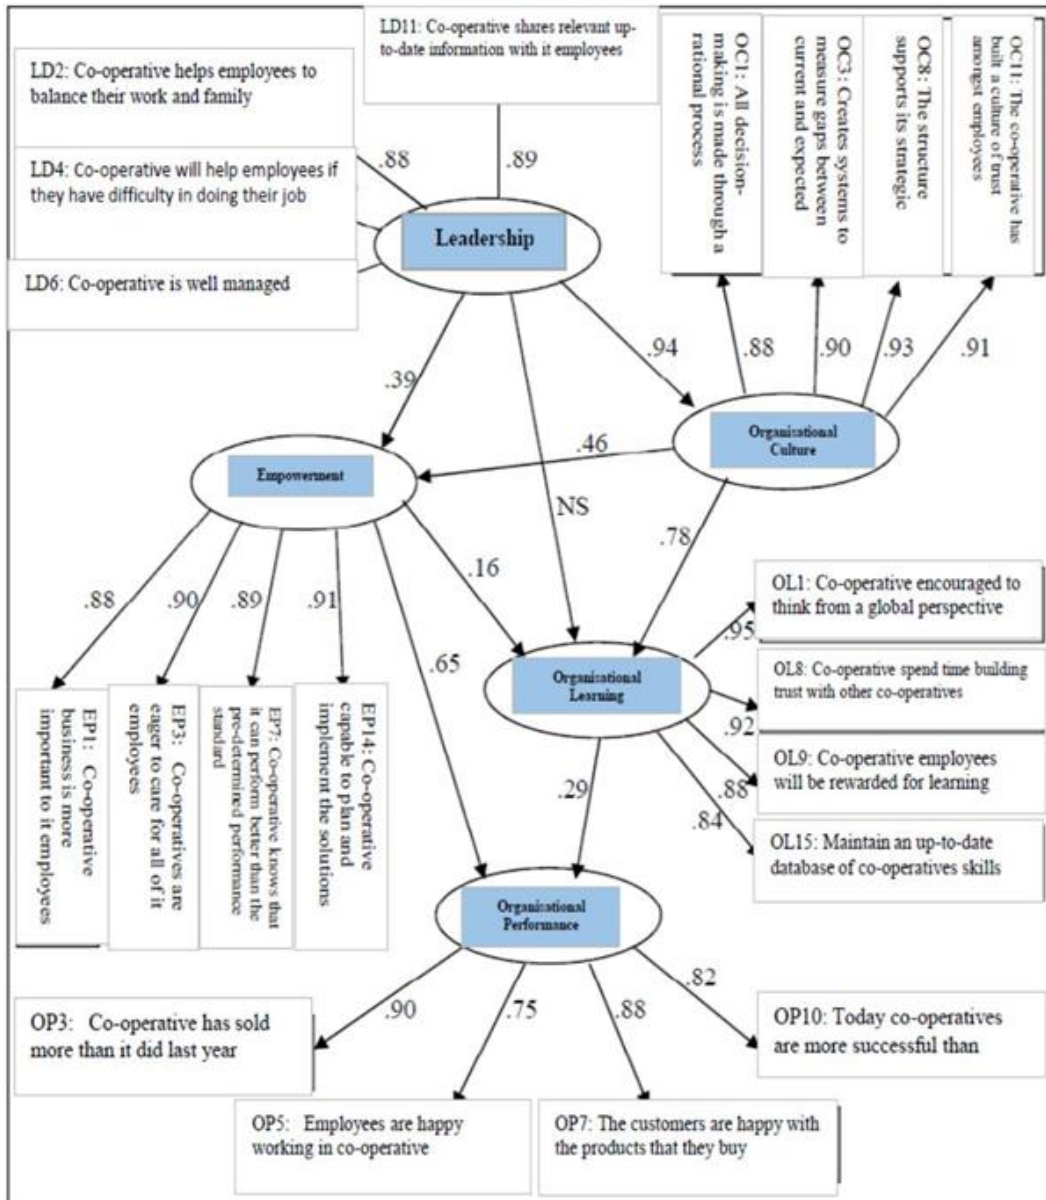 LD11: Co-operative shares relevant up-
to-date information with it employees
LD2: Co-operative helps employees to
balance their work and family
LD4: Co-operative will help employees if
they have difficulty in doing their job
LD6: Co-operative is well managed
OC1: All decision-
making is made through a
rational process
OC3: Creates systems to
measure gaps between
current and expected
OC8: The structure
supports its strategic
OC11: The co-operative has
built a culture of trust
amongst employees
.88
.89
Leadership
.39
.94
.88
.90
.93
.91
Organisational
Culture
.46
Empowerment
NS
.78
.16
.88
.90
.89
.91
.65
Organisational
Learning
OL1: Co-operative encouraged to
think from a global perspective
.95
OL8: Co-operative spend time building
trust with other co-operatives
.92
OL9: Co-operative employees
will be rewarded for learning
.88
.84
OL15: Maintain an up-to-date
database of co-operatives skills
EP1: Co-operative
business is more
important to it employees
EP3: Co-operatives are
eager to care for all of it
employees
EP7: Co-operative knows that
it can perform better than the
pre-determined performance
standard
EP14: Co-operative
capable to plan and
implement the solutions
.29
Organisational
Performance
.90
.75
.88
.82
OP3: Co-operative has sold
more than it did last year
OP10: Today co-operatives
are more successful than
OP5: Employees are happy
working in co-operative
OP7: The customers are happy with
the products that they buy